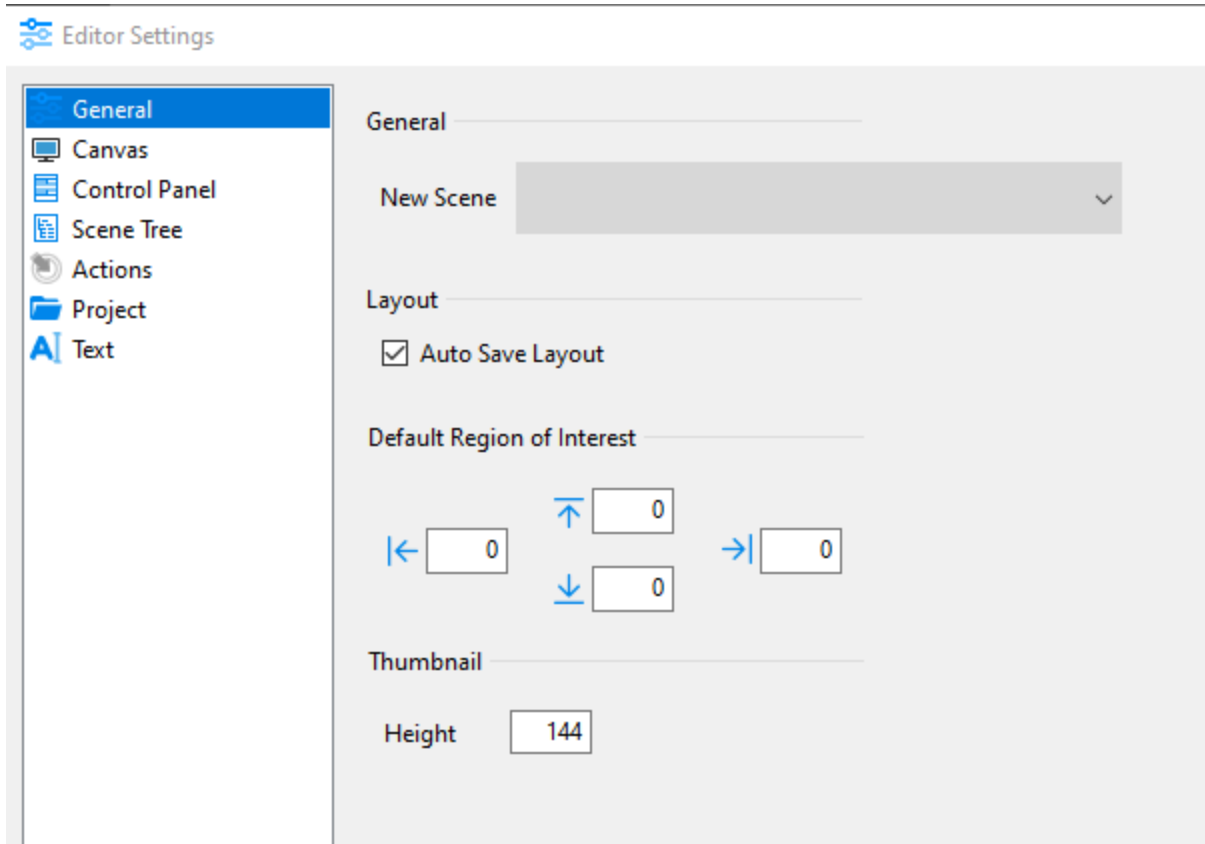 Editor Settings
General
Canvas
Control Panel
Scene Tree
Actions
Project
Text
General
New Scene
Layout
Auto Save Layout
Default Region of Interest
0
0
0
0
Thumbnail
Height 144